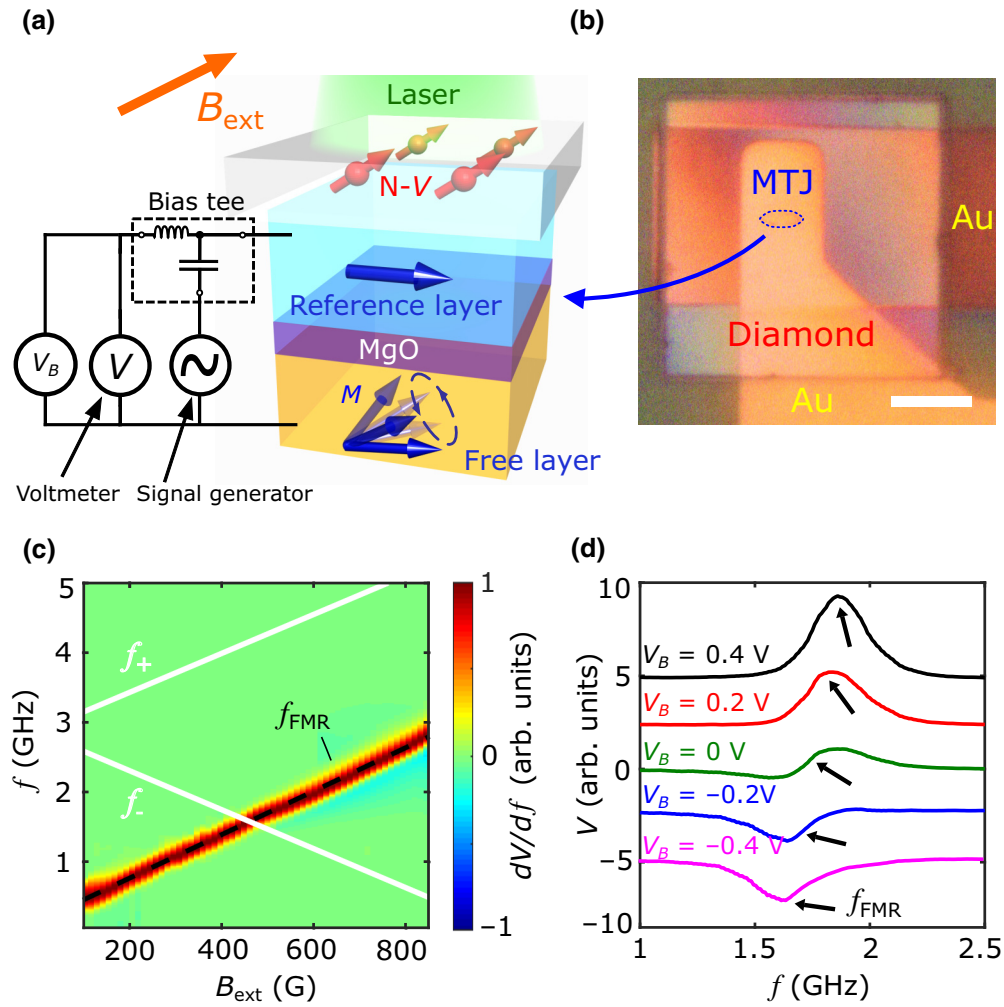 (a)
(b)
B_ext
Laser
N-V
Bias tee
Reference layer
MgO
V_B
V
M
Free layer
Voltmeter
Signal generator
MTJ
Au
Diamond
Au
(c)
(d)
5
4
3
2
1
f (GHz)
f_+
f_-
f_FMR
200
400
600
800
B_ext (G)
1
0
−1
dV/df (arb. units)
10
5
0
−5
−10
V (arb. units)
V_B = 0.4 V
V_B = 0.2 V
V_B = 0 V
V_B = −0.2V
V_B = −0.4 V
f_FMR
1
1.5
2
2.5
f (GHz)